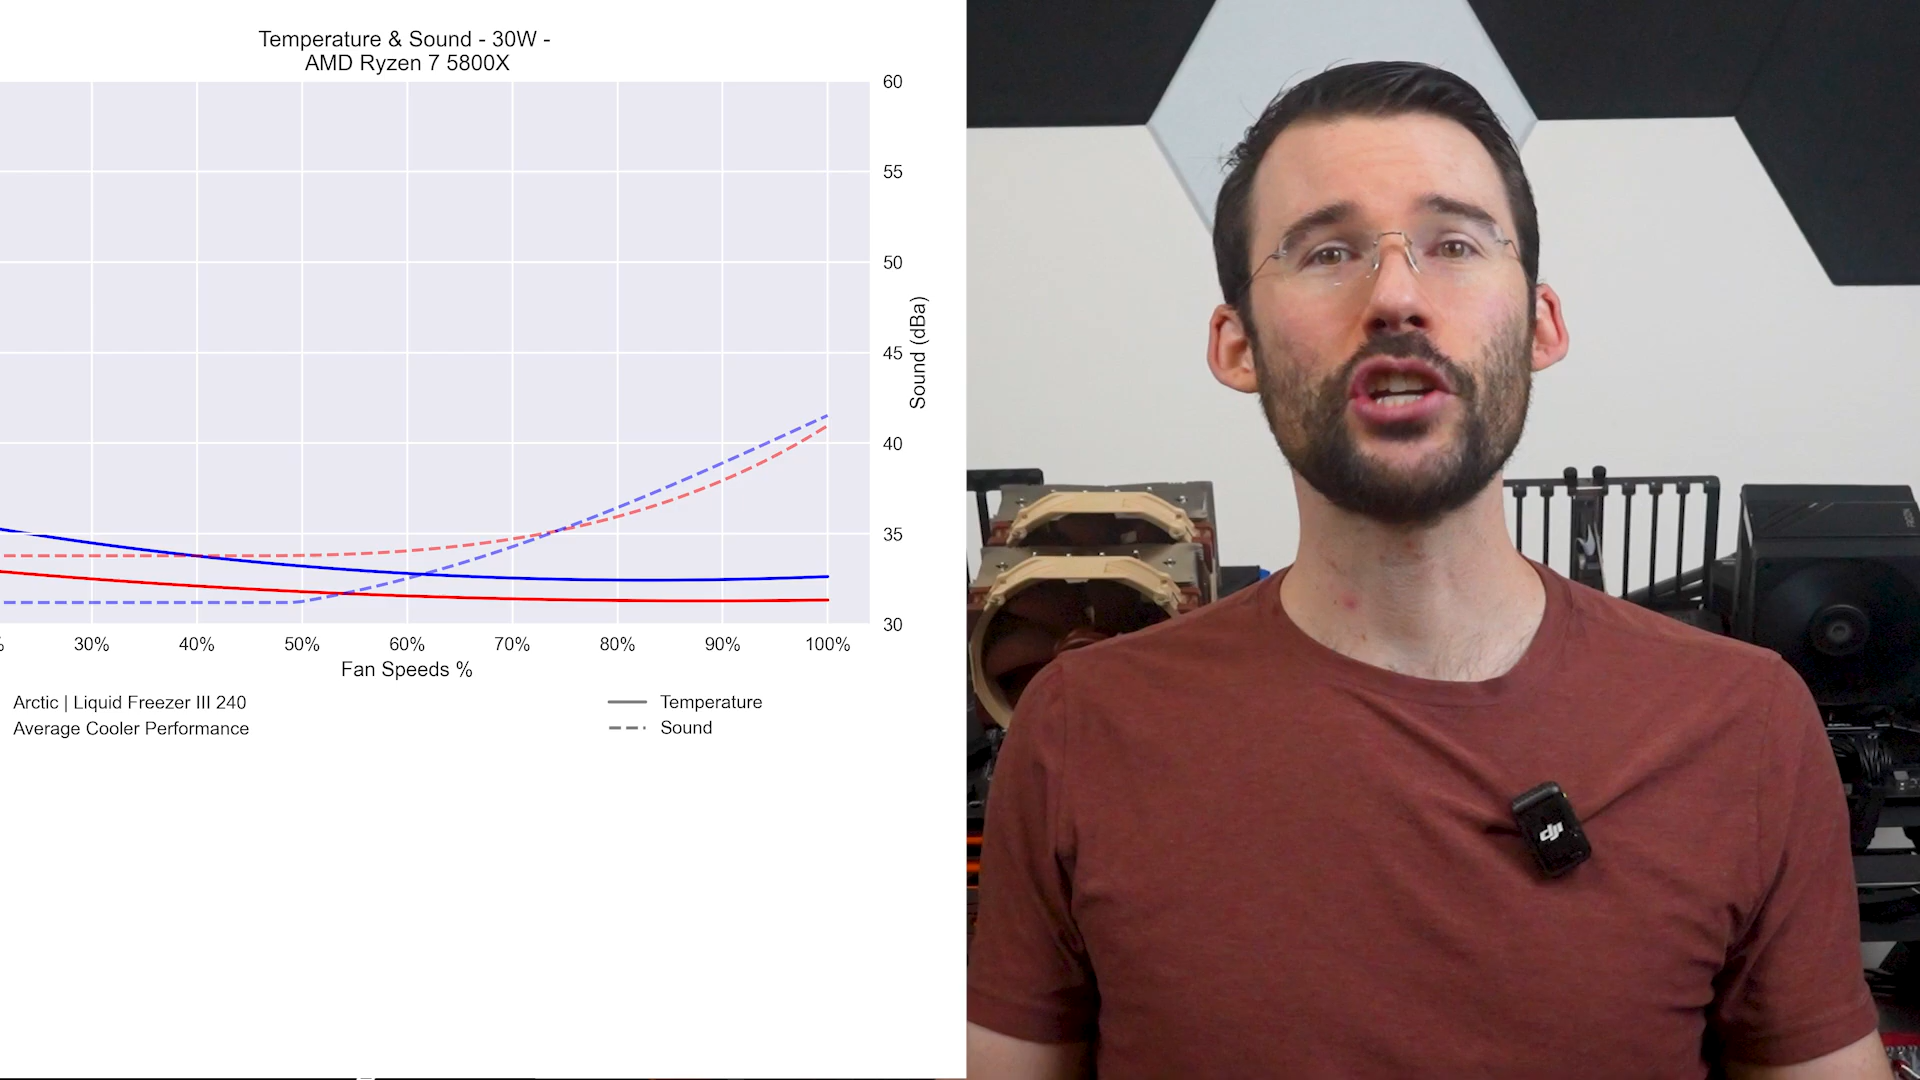 Temperature & Sound - 30W -
AMD Ryzen 7 5800X
60
55
50
45
40
35
30
Sound (dBa)
%
30%
40%
50%
60%
70%
80%
90%
100%
Fan Speeds %
Arctic | Liquid Freezer III 240
Average Cooler Performance
Temperature
Sound
dji